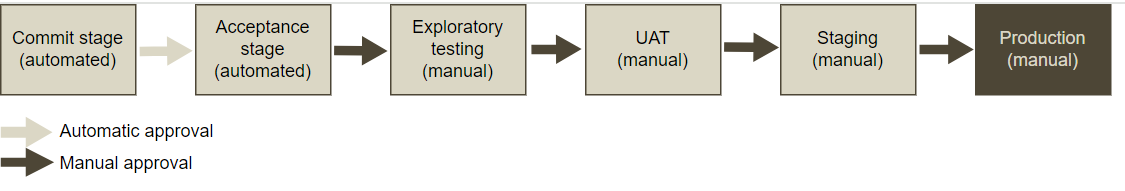 Commit stage
(automated)
Acceptance
stage
(automated)
Exploratory
testing
(manual)
UAT
(manual)
Staging
(manual)
Production
(manual)
Automatic approval
Manual approval